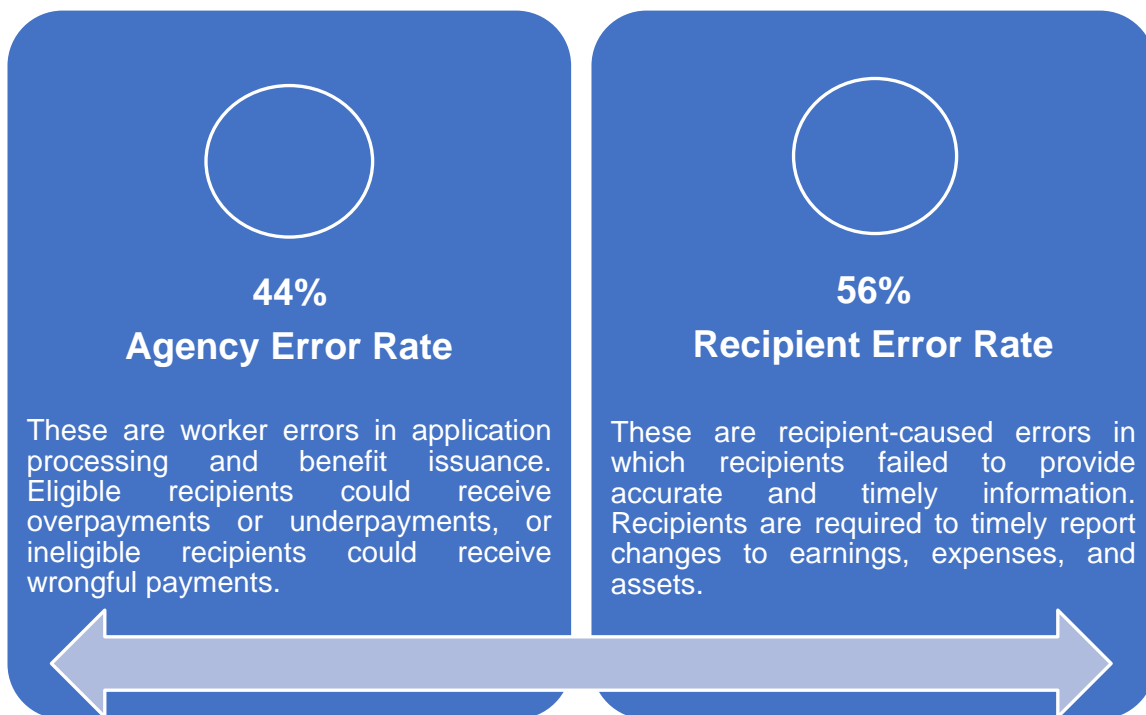 44%
Agency Error Rate
These are worker errors in application
processing and benefit issuance.
Eligible recipients could receive
overpayments or underpayments, or
ineligible recipients could receive
wrongful payments.
56%
Recipient Error Rate
These are recipient-caused errors in
which recipients failed to provide
accurate and timely information.
Recipients are required to timely report
changes to earnings, expenses, and
assets.